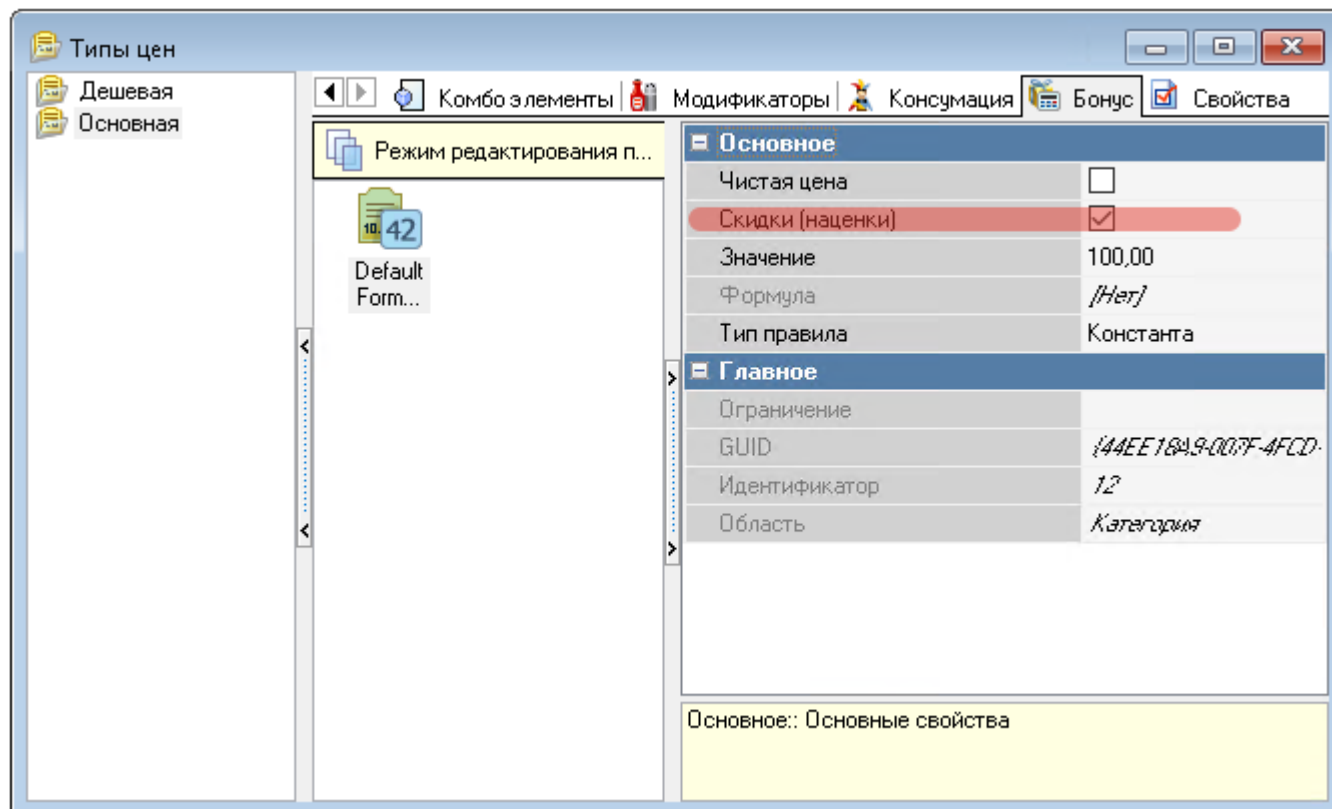 Типы цен
Дешевая
Основная
Комбо элементы
Модификаторы
Консумация
Бонус
Свойства
Режим редактирования п...
10.
42
Default
Form...
Основное
Чистая цена
Скидки (наценки)
Значение 100,00
Формула [Нет]
Тип правила Константа
Главное
Ограничение
GUID {44EE18A9-007F-4FCD-
Идентификатор 12
Область Категория
Основное:: Основные свойства